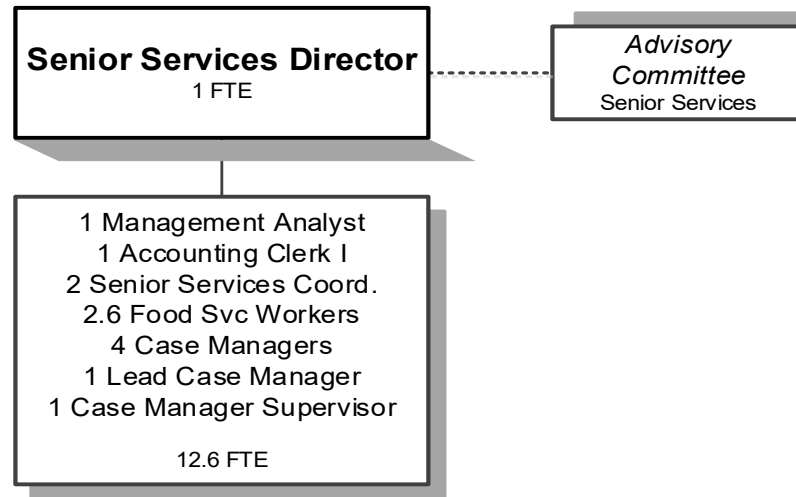 Senior Services Director
1 FTE
Advisory
Committee
Senior Services
1 Management Analyst
1 Accounting Clerk I
2 Senior Services Coord.
2.6 Food Svc Workers
4 Case Managers
1 Lead Case Manager
1 Case Manager Supervisor
12.6 FTE